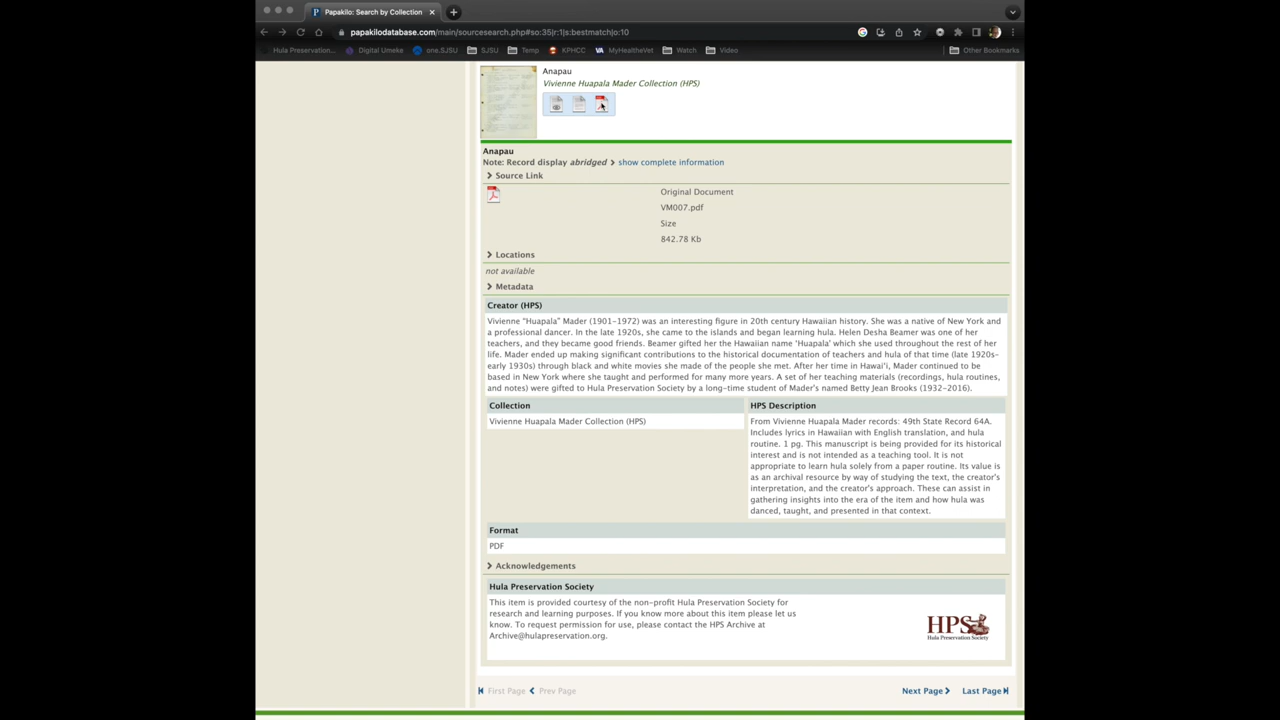 Papakilo: Search by Collection
papakilodatabase.com/main/sourcesearch.php#so:35|r:1|s:bestmatch|o:10
Hula Preservation...
Digital Umeke
one.SJSU
SJSU
Temp
KPHCC
MyHealtheVet
Watch
Video
Other Bookmarks
Anapau
Vivienne Huapala Mader Collection (HPS)
Anapau
Note: Record display abridged > show complete information
Source Link
Original Document
VM007.pdf
Size
842.78 Kb
Locations
not available
Metadata
Creator (HPS)
Vivienne “Huapala” Mader (1901-1972) was an interesting figure in 20th century Hawaiian history. She was a native of New York and
a professional dancer. In the late 1920s, she came to the islands and began learning hula. Helen Desha Beamer was one of her
teachers, and they became good friends. Beamer gifted her the Hawaiian name ‘Huapala’ which she used throughout the rest of her
life. Mader ended up making significant contributions to the historical documentation of teachers and hula of that time (late 1920s-
early 1930s) through black and white movies she made of the people she met. After her time in Hawai‘i, Mader continued to be
based in New York where she taught and performed for many more years. A set of her teaching materials (recordings, hula routines,
and notes) were gifted to Hula Preservation Society by a long-time student of Mader's named Betty Jean Brooks (1932-2016).
Collection
Vivienne Huapala Mader Collection (HPS)
HPS Description
From Vivienne Huapala Mader records: 49th State Record 64A.
Includes lyrics in Hawaiian with English translation, and hula
routine. 1 pg. This manuscript is being provided for its historical
interest and is not intended as a teaching tool. It is not
appropriate to learn hula solely from a paper routine. Its value is
as an archival resource by way of studying the text, the creator's
interpretation, and the creator's approach. These can assist in
gathering insights into the era of the item and how hula was
danced, taught, and presented in that context.
Format
PDF
Acknowledgements
Hula Preservation Society
This item is provided courtesy of the non-profit Hula Preservation Society for
research and learning purposes. If you know more about this item please let us
know. To request permission for use, please contact the HPS Archive at
Archive@hulapreservation.org.
HPS
Hula Preservation Society
First Page
Prev Page
Next Page
Last Page